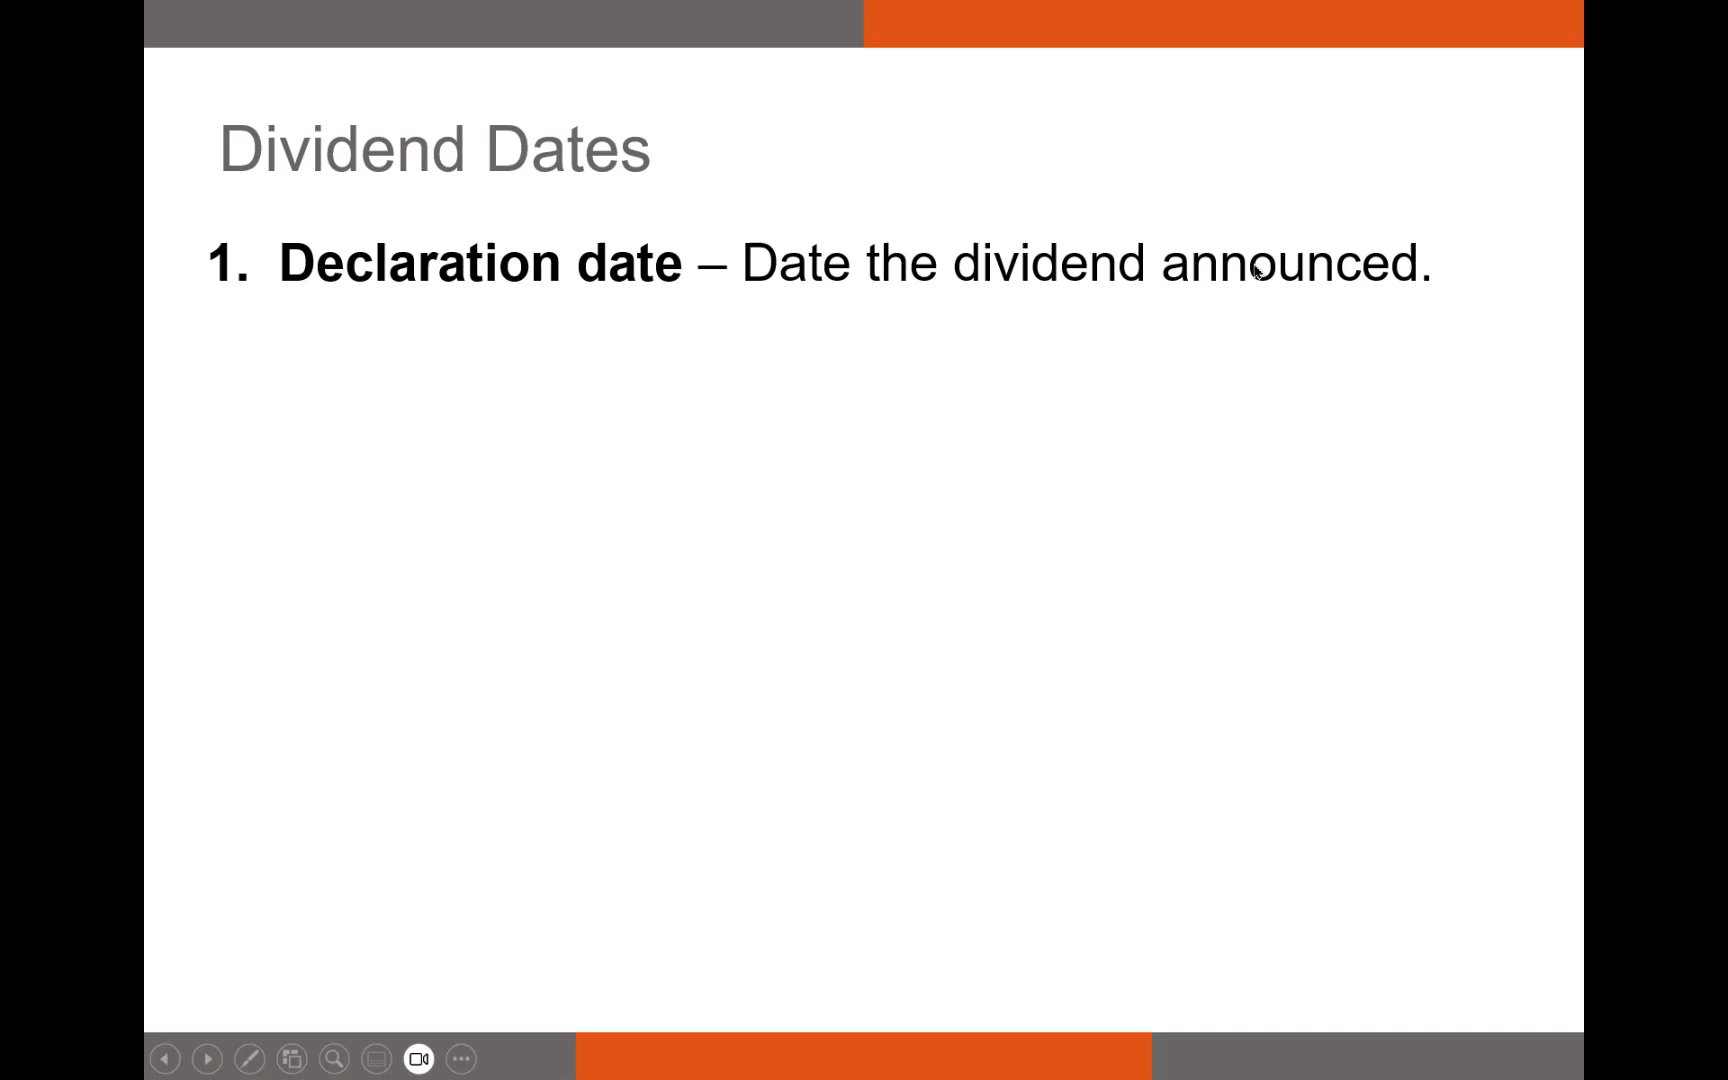 Dividend Dates
1. Declaration date – Date the dividend announced.